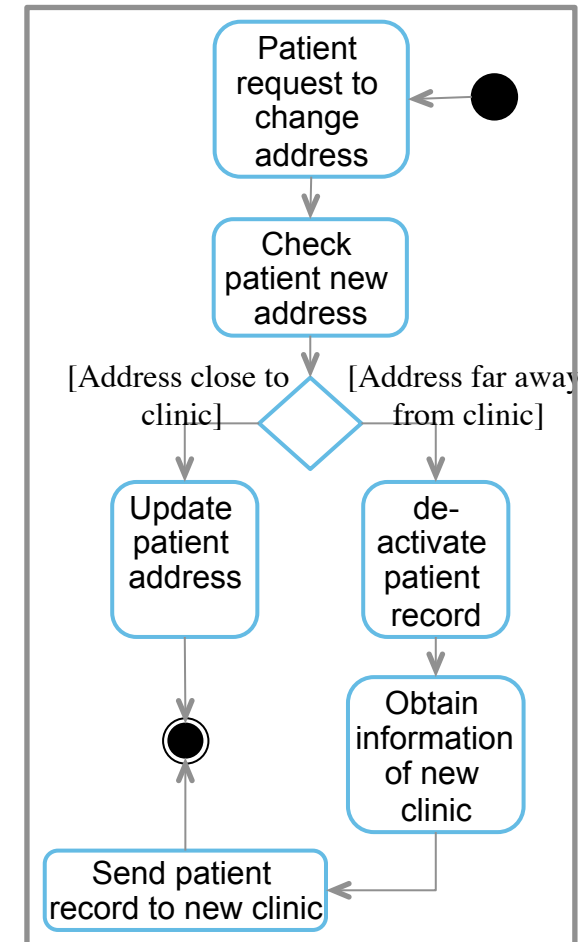 Patient
request to
change
address
Check
patient new
address
[Address close to
clinic]
[Address far away
from clinic]
Update
patient
address
de-
activate
patient
record
Obtain
information
of new
clinic
Send patient
record to new clinic